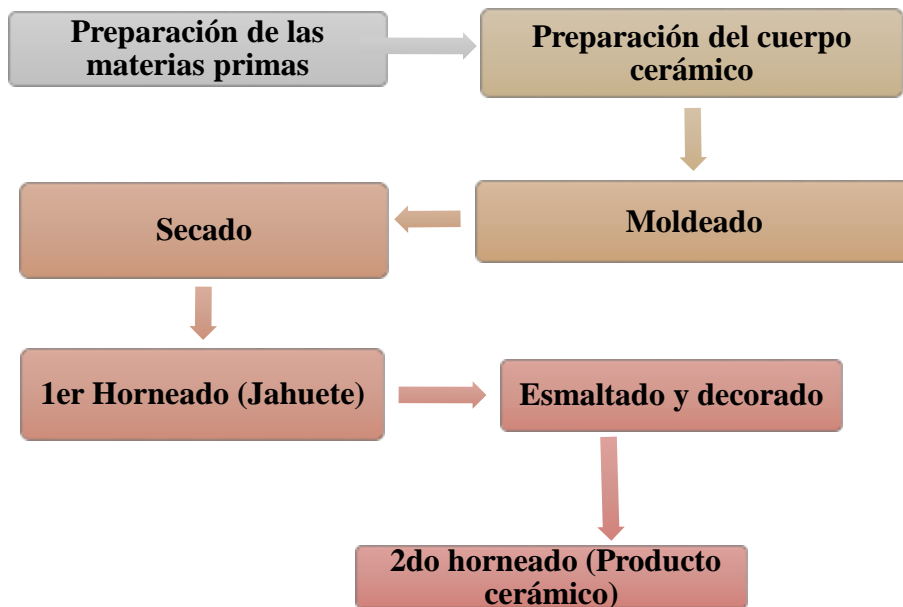 Preparación de las
materias primas
Preparación del cuerpo
cerámico
Moldeado
Secado
1er Horneado (Jahuete)
Esmaltado y decorado
2do horneado (Producto
cerámico)